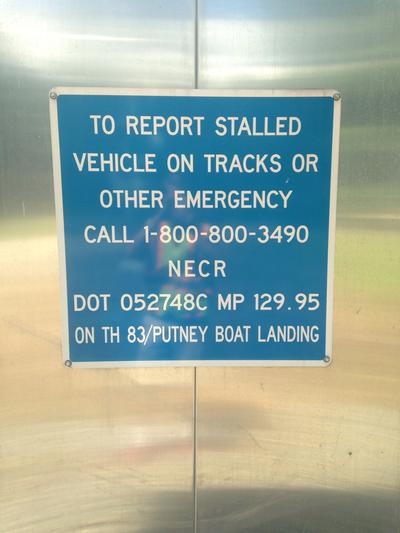 TO REPORT STALLED
VEHICLE ON TRACKS OR
OTHER EMERGENCY
CALL 1-800-800-3490
NECR
DOT 052748C MP 129.95
ON TH 83/PUTNEY BOAT LANDING